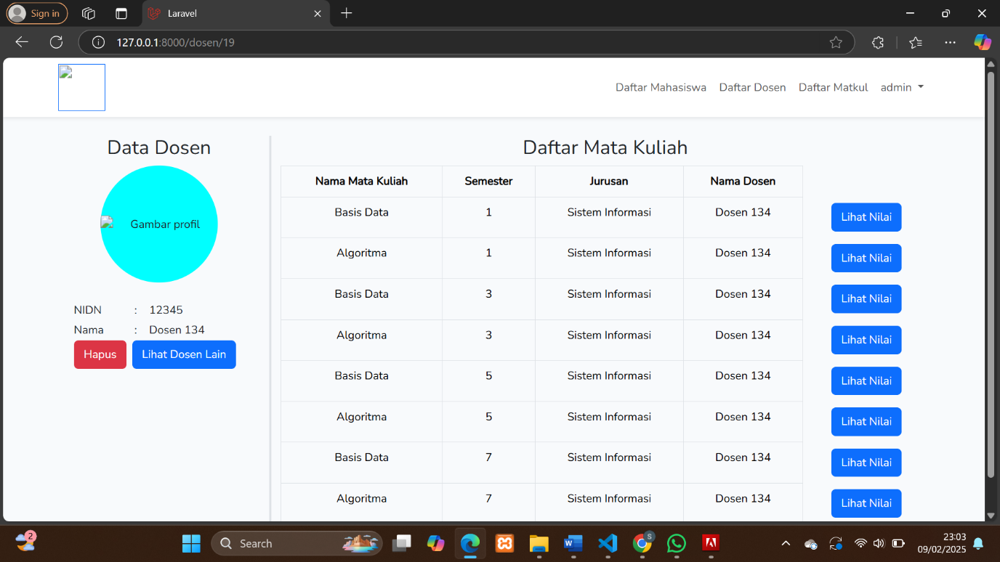 Sign in
Laravel
127.0.0.1:8000/dosen/19
Daftar Mahasiswa Daftar Dosen Daftar Matkul admin
Data Dosen
Gambar profil
NIDN : 12345
Nama : Dosen 134
Hapus Lihat Dosen Lain
Daftar Mata Kuliah
Nama Mata Kuliah Semester Jurusan Nama Dosen
Basis Data 1 Sistem Informasi Dosen 134 Lihat Nilai
Algoritma 1 Sistem Informasi Dosen 134 Lihat Nilai
Basis Data 3 Sistem Informasi Dosen 134 Lihat Nilai
Algoritma 3 Sistem Informasi Dosen 134 Lihat Nilai
Basis Data 5 Sistem Informasi Dosen 134 Lihat Nilai
Algoritma 5 Sistem Informasi Dosen 134 Lihat Nilai
Basis Data 7 Sistem Informasi Dosen 134 Lihat Nilai
Algoritma 7 Sistem Informasi Dosen 134 Lihat Nilai
2
Search
S
23:03
09/02/2025